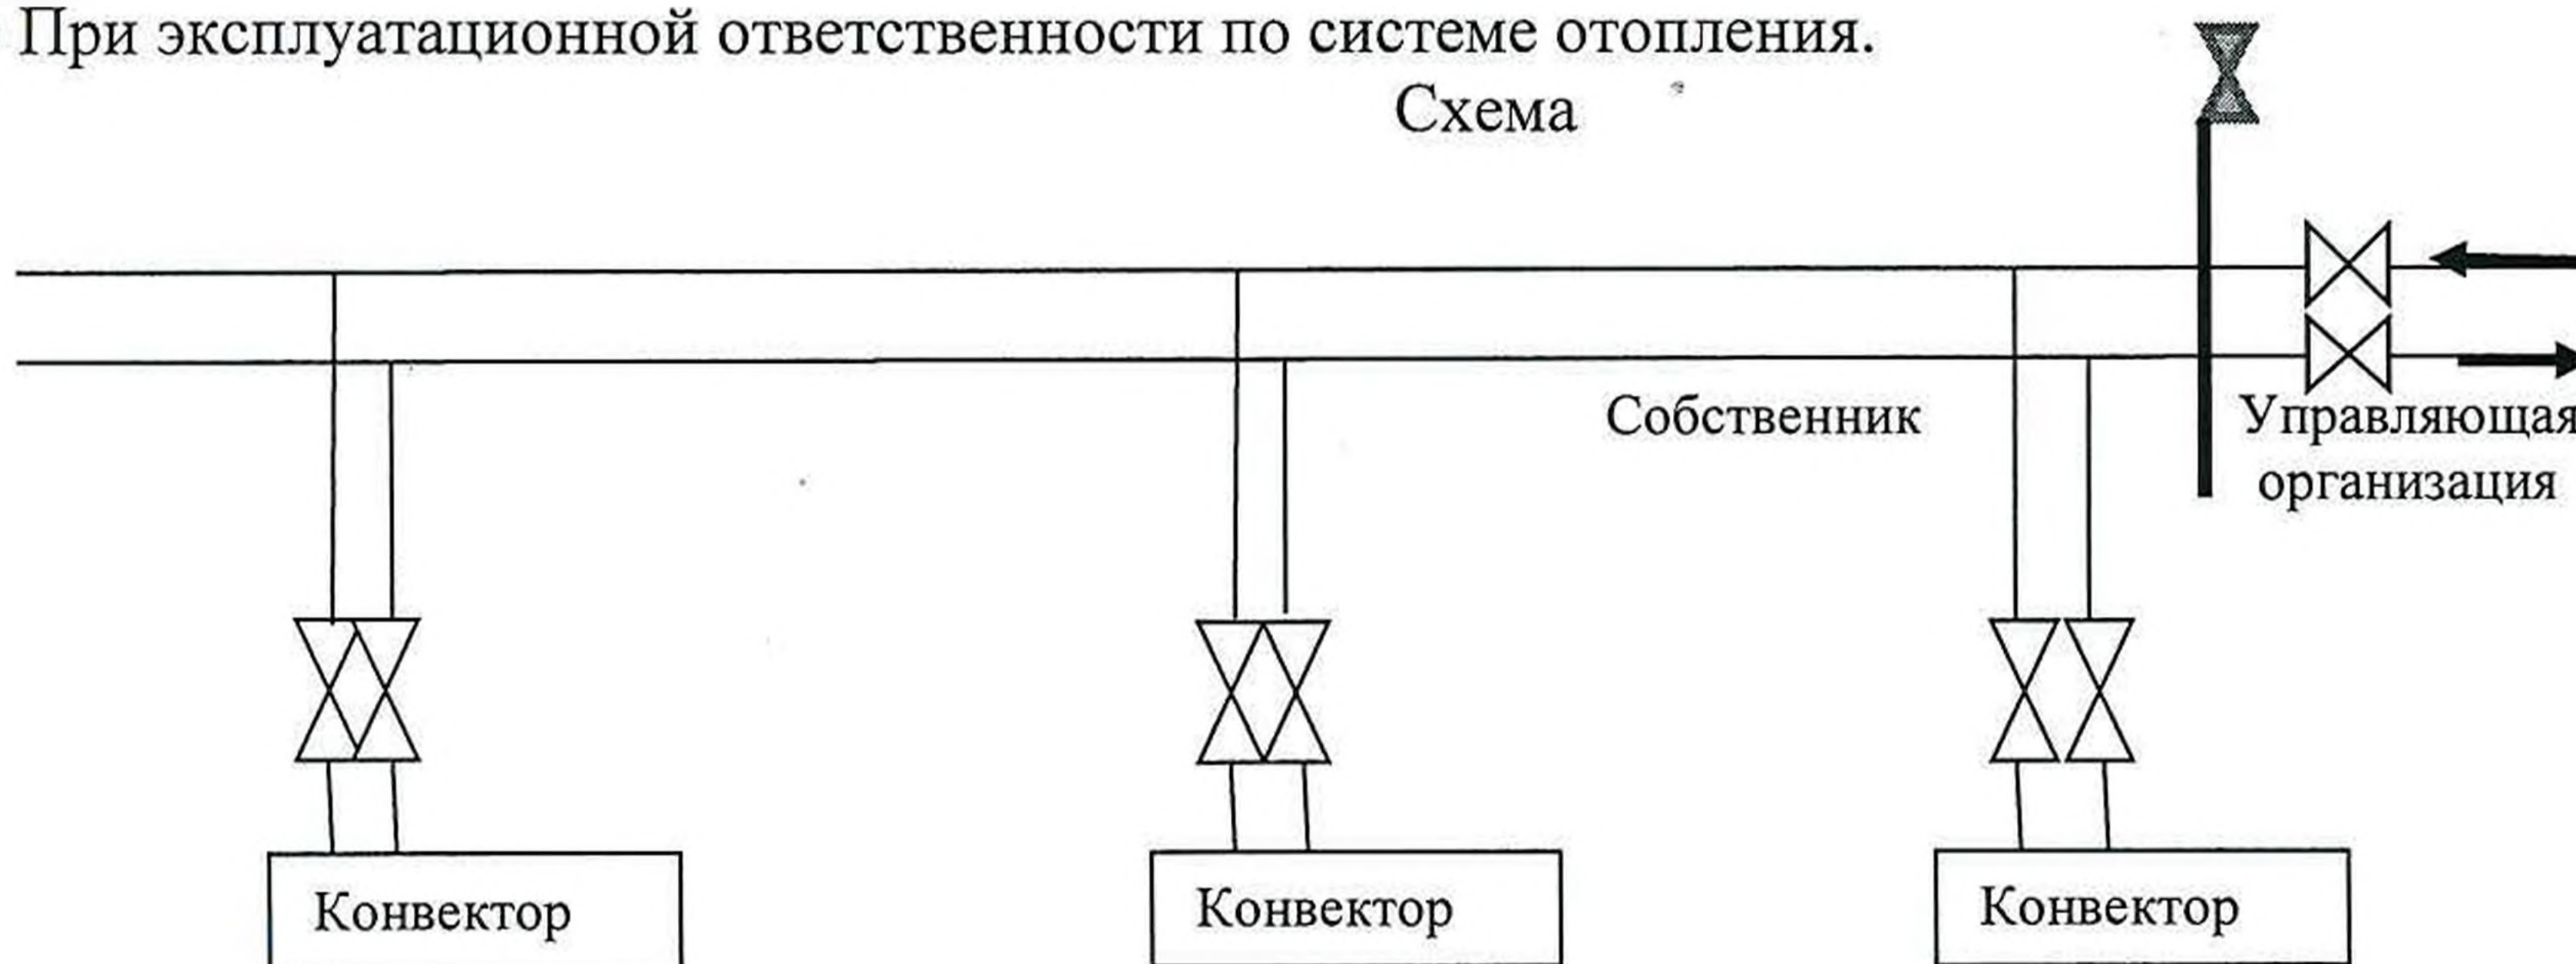 При эксплуатационной ответственности по системе отопления.
Схема
Собственник
Управляющая
организация
Конвектор
Конвектор
Конвектор